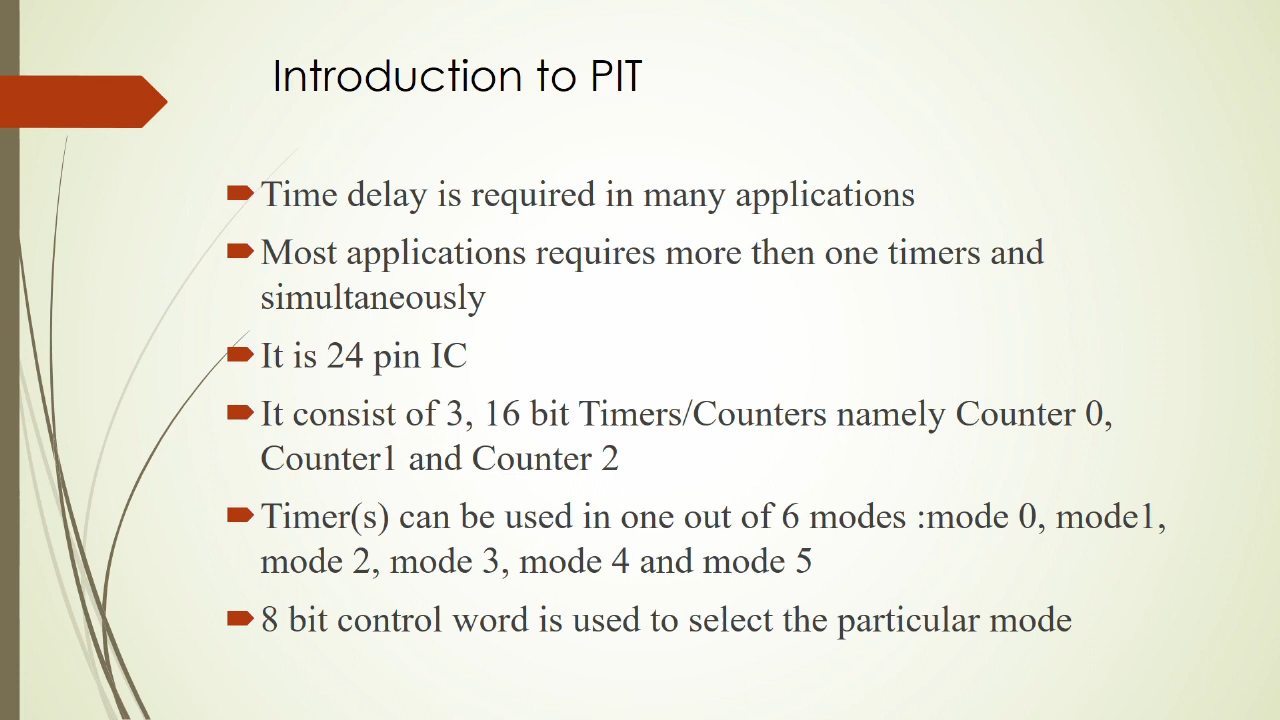 Introduction to PIT
Time delay is required in many applications
Most applications requires more then one timers and
simultaneously
It is 24 pin IC
It consist of 3, 16 bit Timers/Counters namely Counter 0,
Counter1 and Counter 2
Timer(s) can be used in one out of 6 modes :mode 0, mode1,
mode 2, mode 3, mode 4 and mode 5
8 bit control word is used to select the particular mode